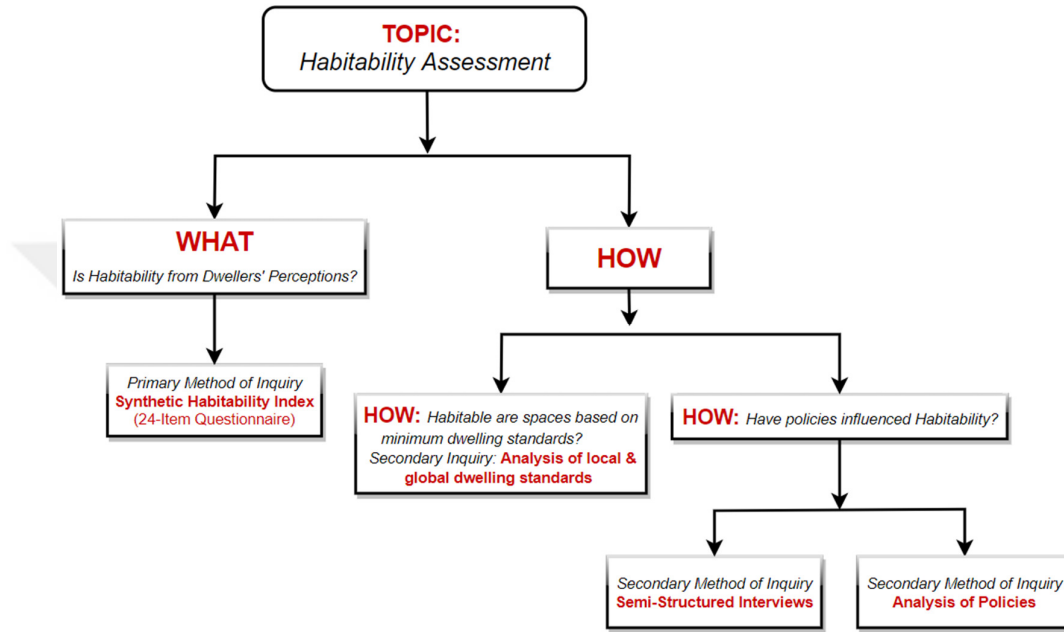 TOPIC:
Habitability Assessment
WHAT
Is Habitability from Dwellers' Perceptions?
HOW
Primary Method of Inquiry
Synthetic Habitability Index
(24-Item Questionnaire)
HOW: Habitable are spaces based on
minimum dwelling standards?
Secondary Inquiry: Analysis of local &
global dwelling standards
HOW: Have policies influenced Habitability?
Secondary Method of Inquiry
Semi-Structured Interviews
Secondary Method of Inquiry
Analysis of Policies